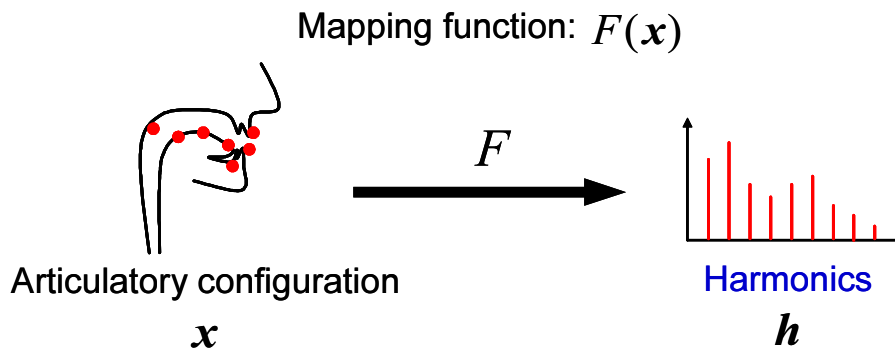 Mapping function: F(x)
F
Articulatory configuration
x
Harmonics
h